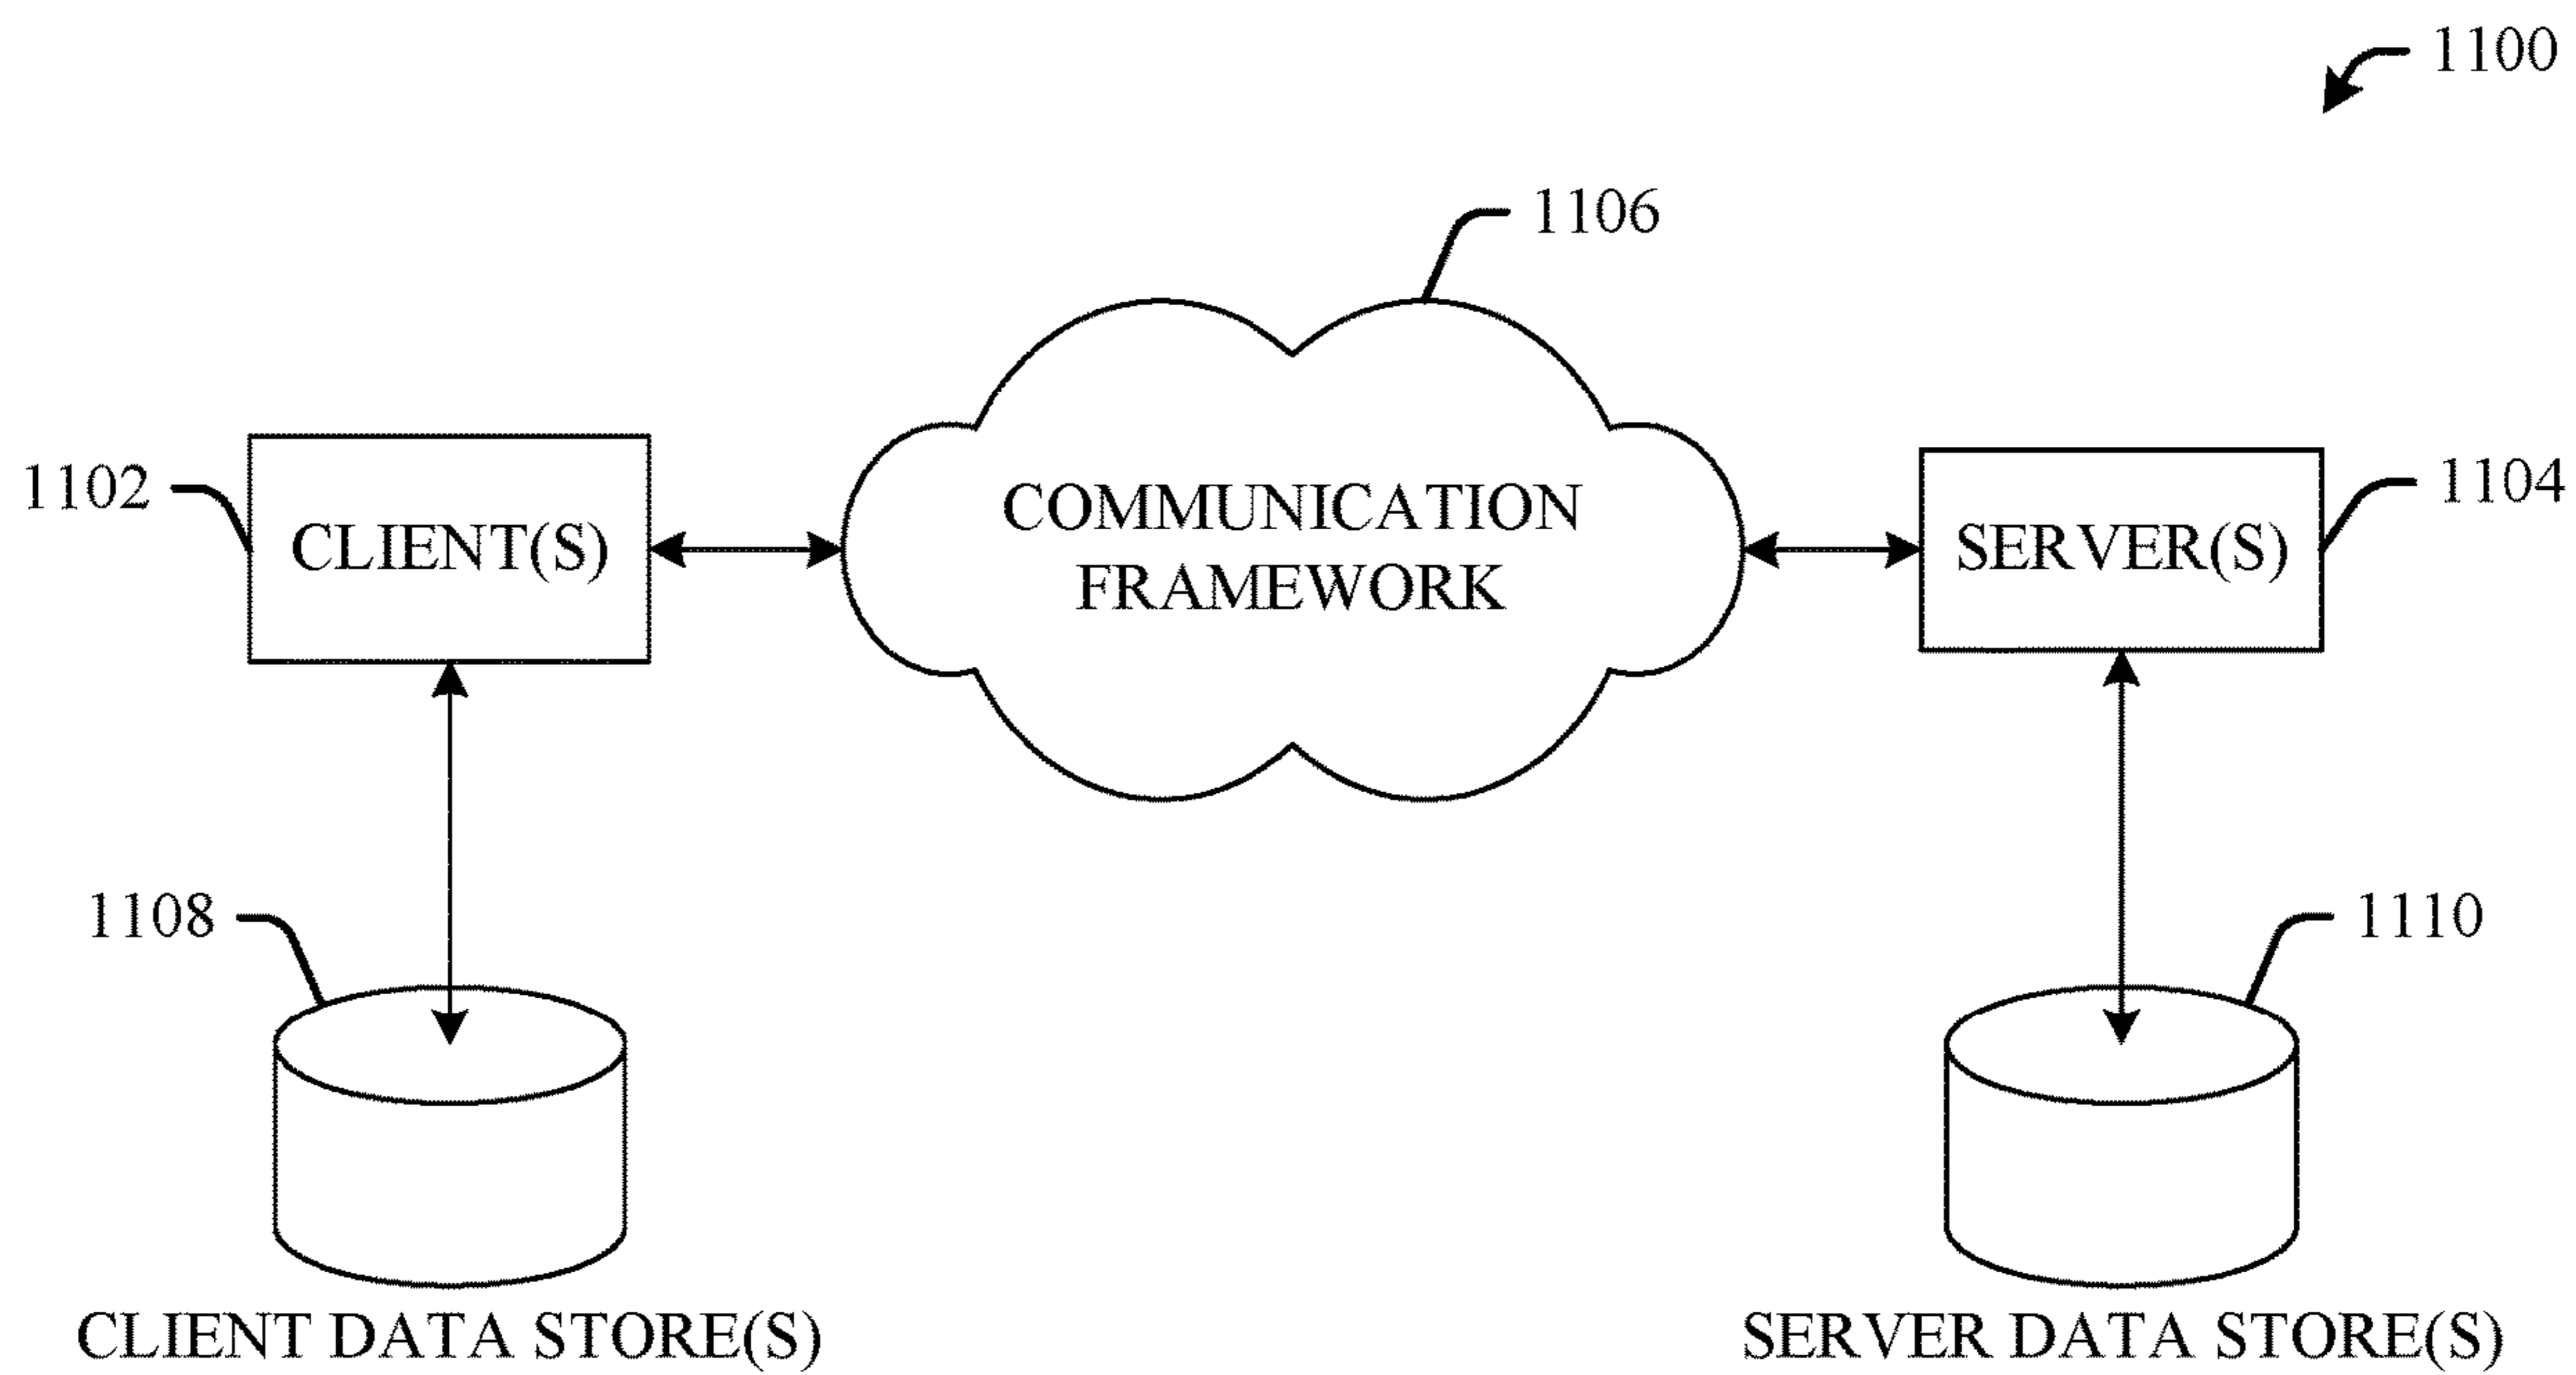 1100
1106
1102
CLIENT(S)
COMMUNICATION
FRAMEWORK
SERVER(S)
1104
1108
1110
CLIENT DATA STORE(S)
SERVER DATA STORE(S)